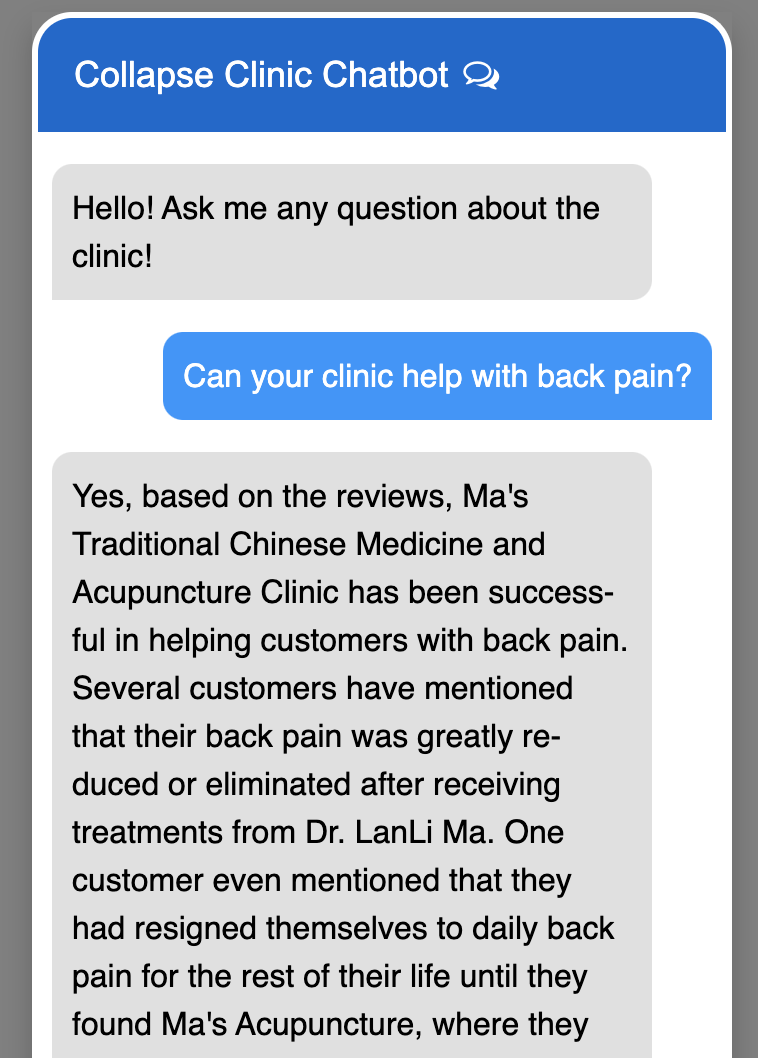 Collapse Clinic Chatbot
Hello! Ask me any question about the
clinic!
Can your clinic help with back pain?
Yes, based on the reviews, Ma's
Traditional Chinese Medicine and
Acupuncture Clinic has been success-
ful in helping customers with back pain.
Several customers have mentioned
that their back pain was greatly re-
duced or eliminated after receiving
treatments from Dr. LanLi Ma. One
customer even mentioned that they
had resigned themselves to daily back
pain for the rest of their life until they
found Ma's Acupuncture, where they